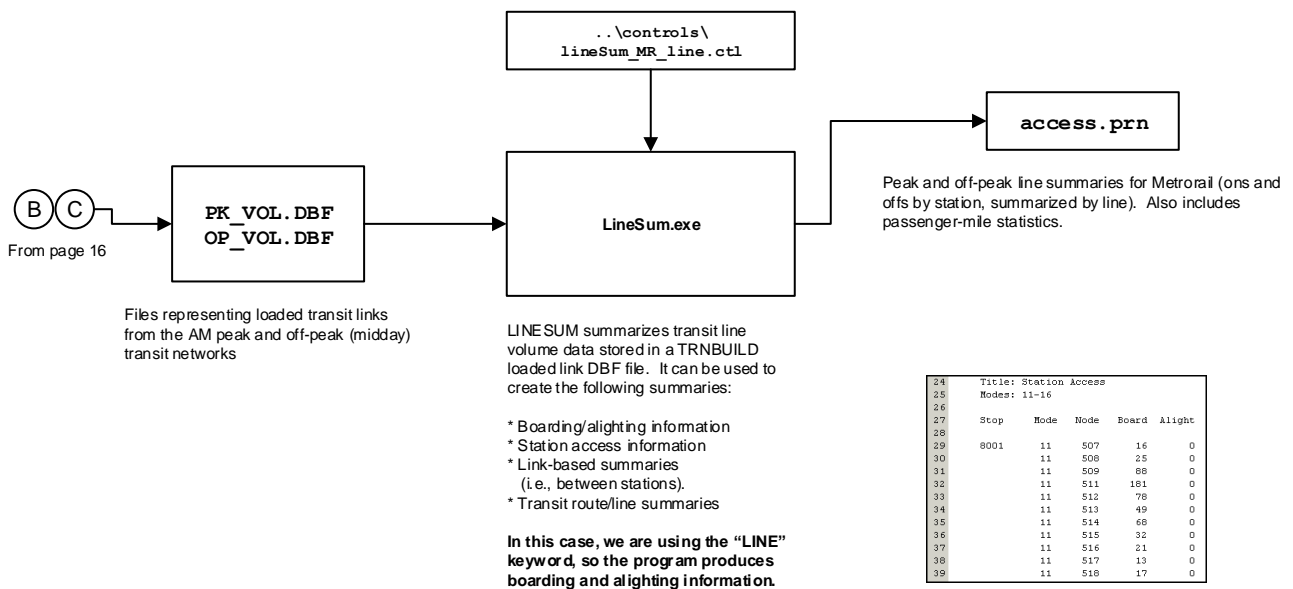 ..\controls\
lineSum_MR_line.ctl
access.prn
Peak and off-peak line summaries for Metrorail (ons and
offs by station, summarized by line). Also includes
passenger-mile statistics.
B C
From page 16
PK_VOL.DBF
OP_VOL.DBF
Files representing loaded transit links
from the AM peak and off-peak (midday)
transit networks
LineSum.exe
LINESUM summarizes transit line
volume data stored in a TRNBUILD
loaded link DBF file. It can be used to
create the following summaries:
* Boarding/alighting information
* Station access information
* Link-based summaries
(i.e., between stations).
* Transit route/line summaries
In this case, we are using the “LINE”
keyword, so the program produces
boarding and alighting information.
24 Title: Station Access
25 Modes: 11-16
26
27 Stop Mode Node Board Alight
28
29 8001 11 507 16 0
30 11 508 25 0
31 11 509 88 0
32 11 511 181 0
33 11 512 78 0
34 11 513 49 0
35 11 514 68 0
36 11 515 32 0
37 11 516 21 0
38 11 517 13 0
39 11 518 17 0